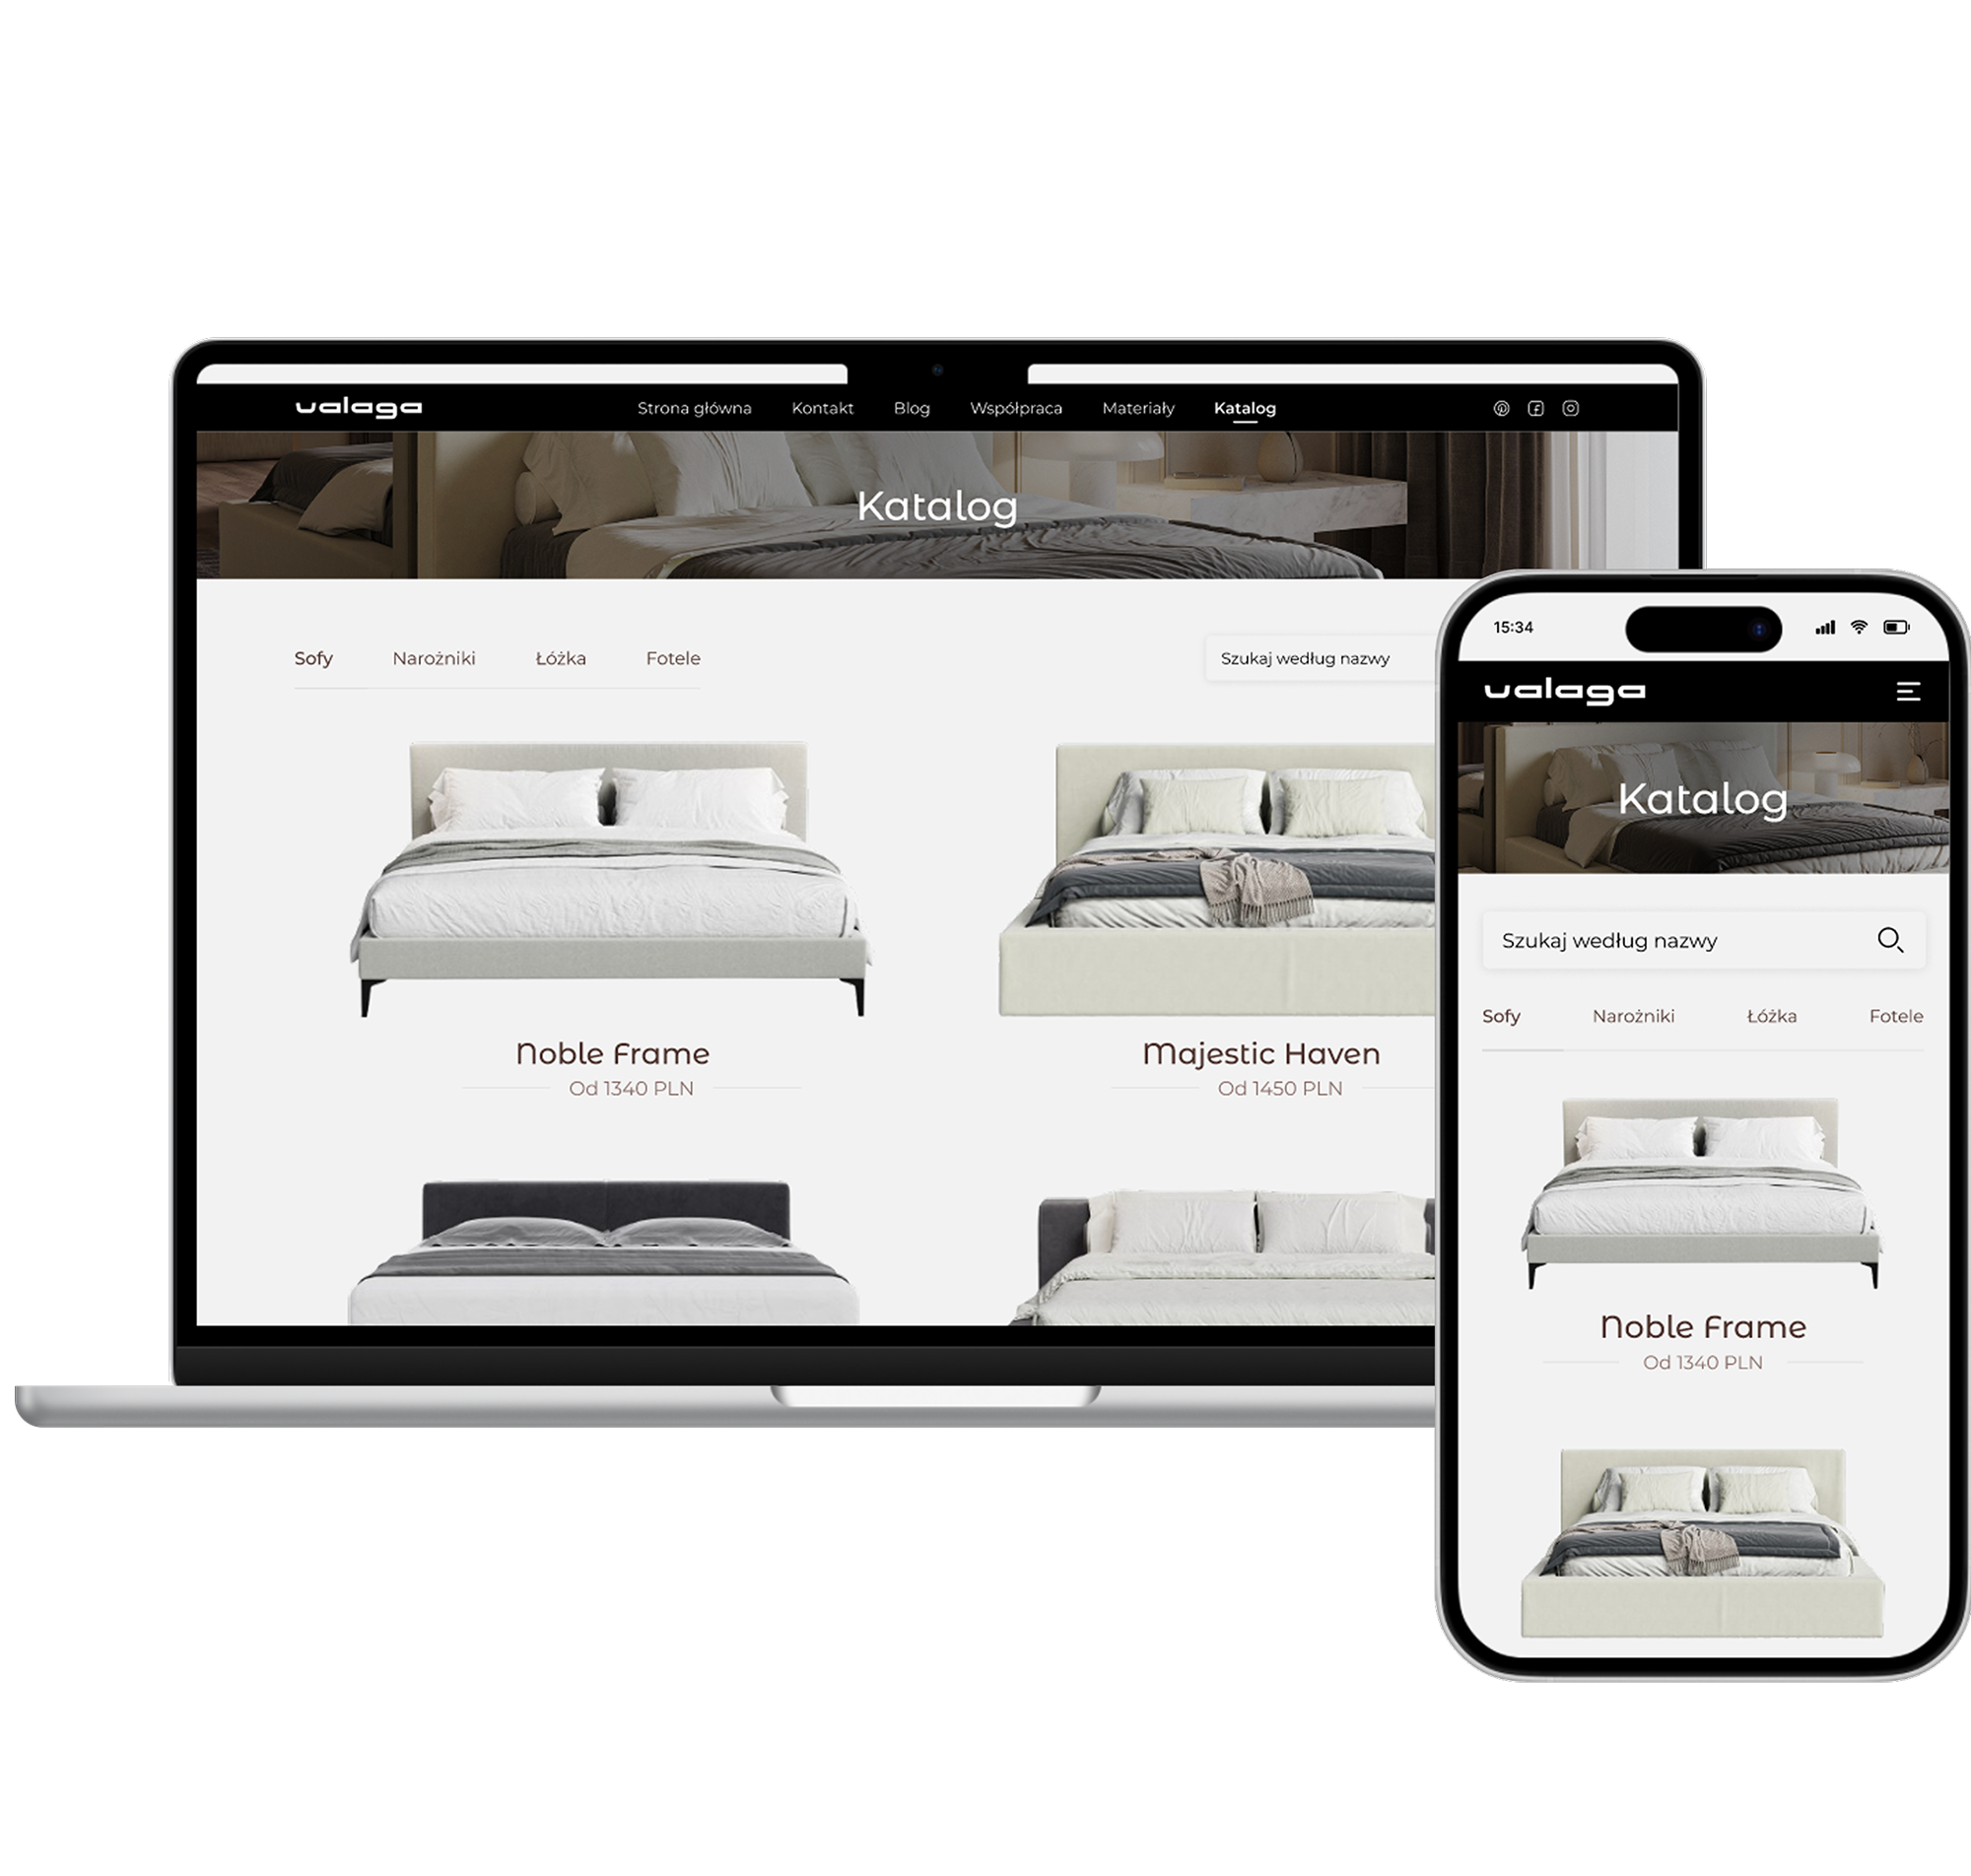 valaga
Strona główna Kontakt Blog Współpraca Materiały Katalog
Katalog
Sofy Narożniki Łóżka Fotele
Szukaj według nazwy
Noble Frame
Od 1340 PLN
Majestic Haven
Od 1450 PLN
15:34
valaga
Katalog
Szukaj według nazwy
Sofy Narożniki Łóżka Fotele
Noble Frame
Od 1340 PLN